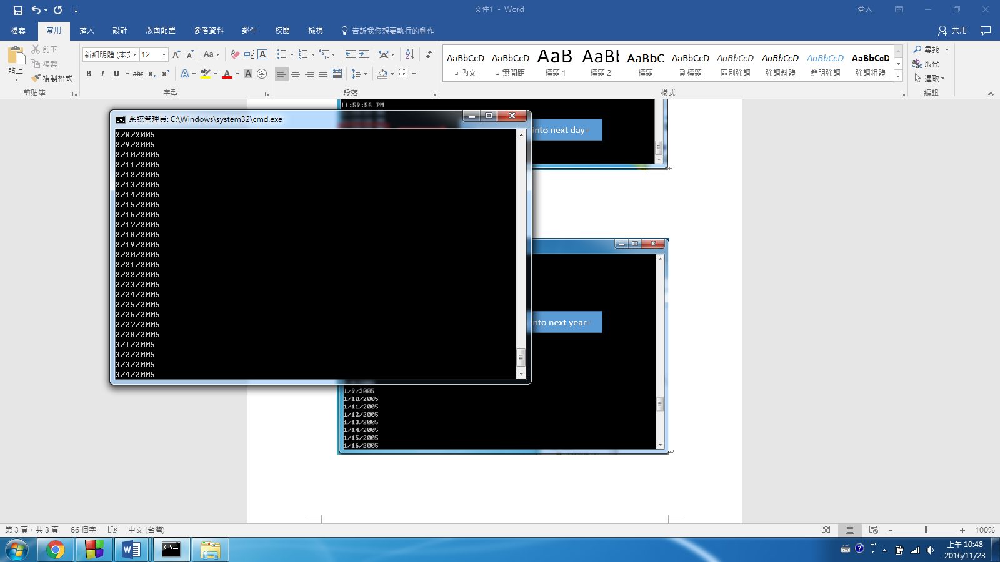 文件1 - Word
登入
檔案
常用
插入
設計
版面配置
參考資料
郵件
校閱
檢視
告訴我您想要執行的動作
共用
貼上
剪下
複製
複製格式
剪貼簿
新細明體 (本文
12
字型
段落
AaBbCcD
內文
AaBbCcD
無間距
AaB
標題 1
AaBl
標題 2
AaBbC
標題
AaBbCcD
副標題
AaBbCcD
區別強調
AaBbCcD
強調斜體
AaBbCcD
鮮明強調
AaBbCcD
強調粗體
樣式
尋找
取代
選取
編輯
11:59:56 PM
into next day
系統管理員: C:\Windows\system32\cmd.exe
2/8/2005
2/9/2005
2/10/2005
2/11/2005
2/12/2005
2/13/2005
2/14/2005
2/15/2005
2/16/2005
2/17/2005
2/18/2005
2/19/2005
2/20/2005
2/21/2005
2/22/2005
2/23/2005
2/24/2005
2/25/2005
2/26/2005
2/27/2005
2/28/2005
3/1/2005
3/2/2005
3/3/2005
3/4/2005
nto next year
1/9/2005
1/10/2005
1/11/2005
1/12/2005
1/13/2005
1/14/2005
1/15/2005
1/16/2005
第 3 頁，共 3 頁
66 個字
中文 (台灣)
100%
上午 10:48
2016/11/23